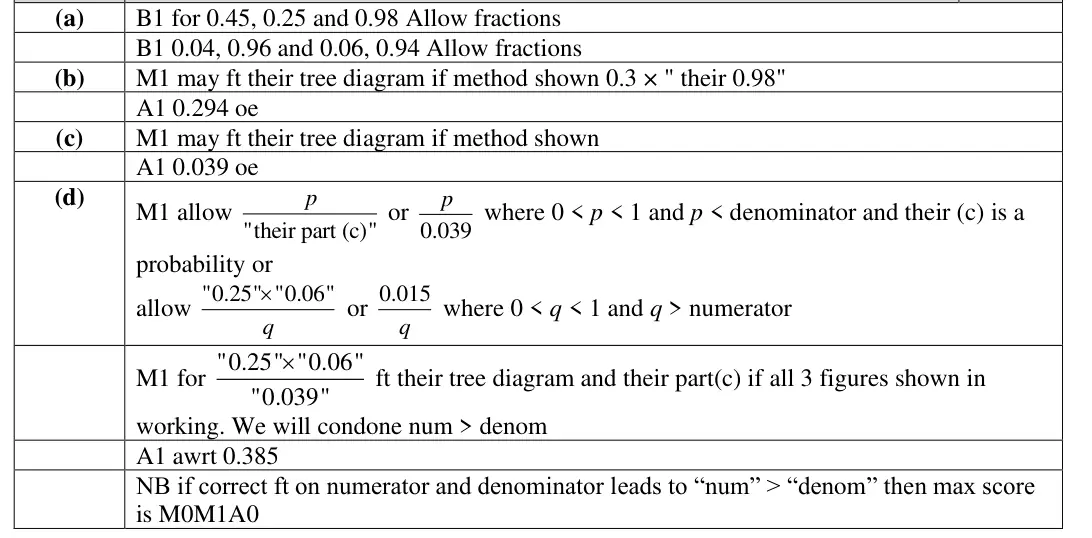 (a) B1 for 0.45, 0.25 and 0.98 Allow fractions
B1 0.04, 0.96 and 0.06, 0.94 Allow fractions
(b) M1 may ft their tree diagram if method shown 0.3 × " their 0.98"
A1 0.294 oe
(c) M1 may ft their tree diagram if method shown
A1 0.039 oe
(d) M1 allow p/"their part (c)" or p/0.039 where 0 < p < 1 and p < denominator and their (c) is a
probability or
allow "0.25"×"0.06"/q or 0.015/q where 0 < q < 1 and q > numerator
M1 for "0.25"×"0.06"/"0.039" ft their tree diagram and their part(c) if all 3 figures shown in
working. We will condone num > denom
A1 awrt 0.385
NB if correct ft on numerator and denominator leads to “num” > “denom” then max score
is M0M1A0